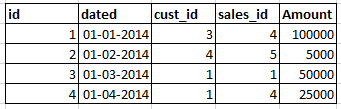 id dated cust_id sales_id Amount
1 01-01-2014 3 4 100000
2 01-02-2014 4 5 5000
3 01-03-2014 1 1 50000
4 01-04-2014 1 4 25000